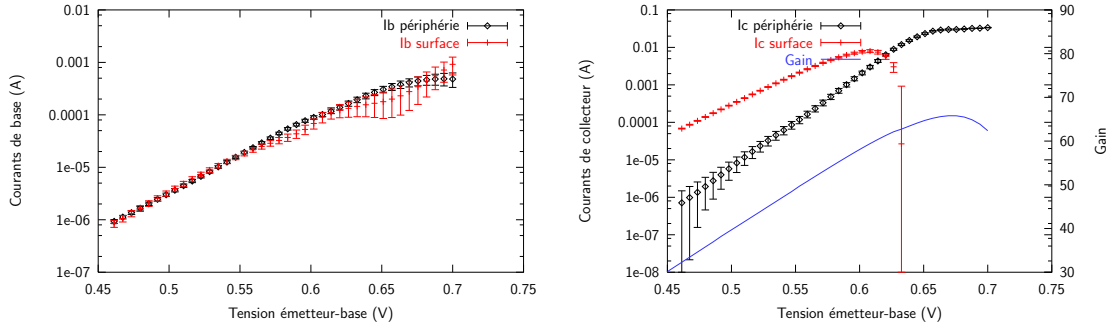 Ib périphérie
Ib surface
0.01
0.001
0.0001
1e-05
1e-06
1e-07
0.45
0.5
0.55
0.6
0.65
0.7
0.75
Courants de base (A)
Tension émetteur-base (V)
Ic périphérie
Ic surface
Gain
0.1
0.01
0.001
0.0001
1e-05
1e-06
1e-07
1e-08
0.45
0.5
0.55
0.6
0.65
0.7
0.75
90
80
70
60
50
40
30
Courants de collecteur (A)
Gain
Tension émetteur-base (V)